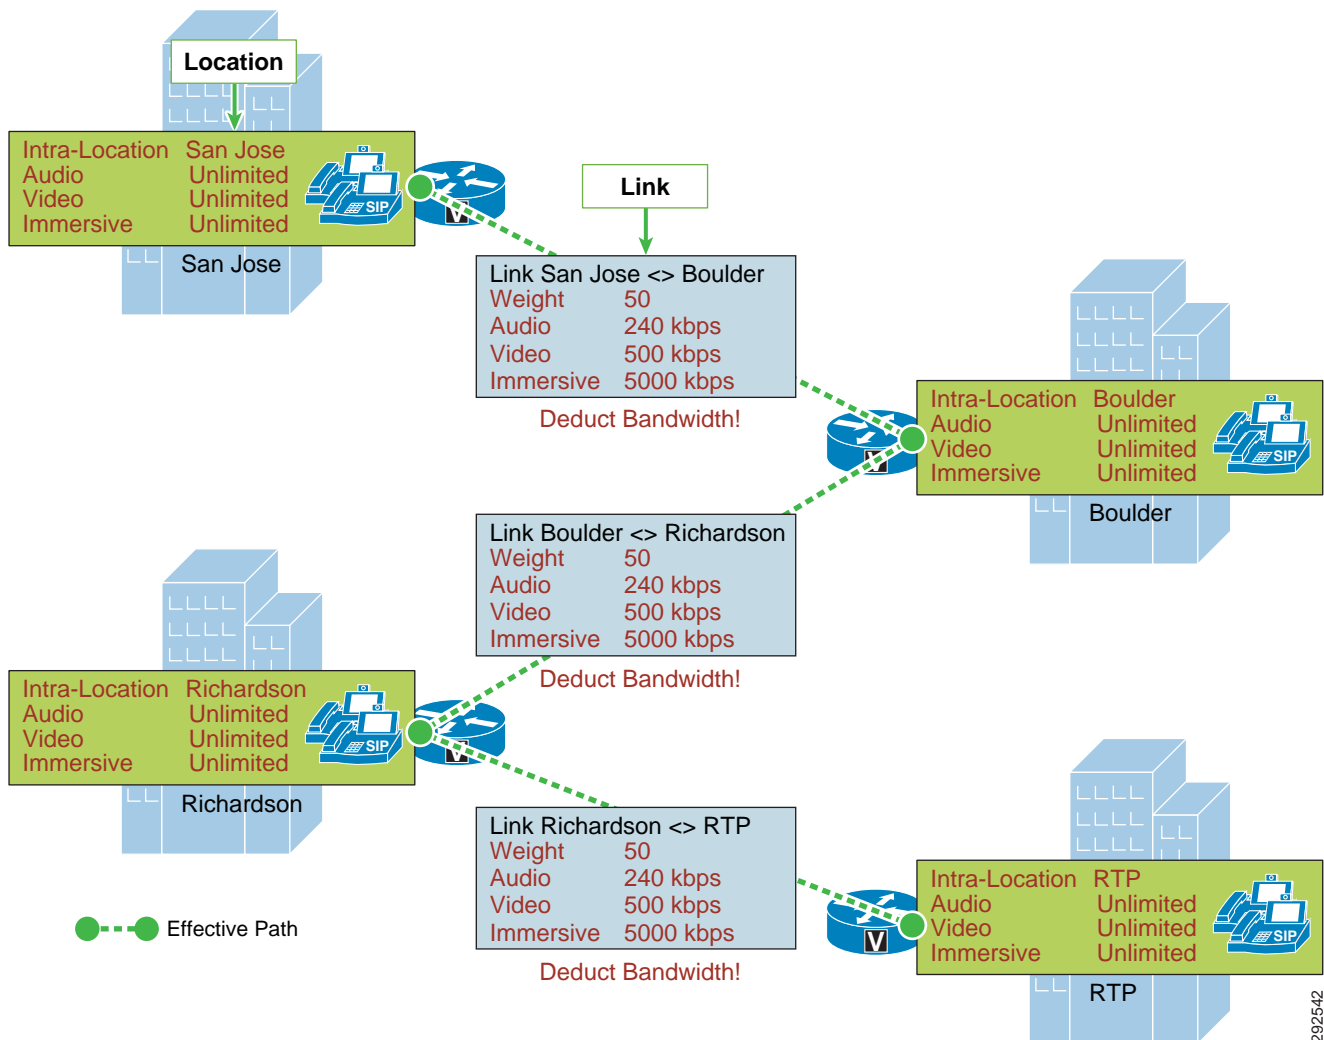 Location
Intra-Location San Jose
Audio Unlimited
Video Unlimited
Immersive Unlimited
SIP
V
San Jose
Link
Link San Jose <> Boulder
Weight 50
Audio 240 kbps
Video 500 kbps
Immersive 5000 kbps
Deduct Bandwidth!
Intra-Location Boulder
Audio Unlimited
Video Unlimited
Immersive Unlimited
SIP
V
Boulder
Link Boulder <> Richardson
Weight 50
Audio 240 kbps
Video 500 kbps
Immersive 5000 kbps
Deduct Bandwidth!
Intra-Location Richardson
Audio Unlimited
Video Unlimited
Immersive Unlimited
SIP
V
Richardson
Link Richardson <> RTP
Weight 50
Audio 240 kbps
Video 500 kbps
Immersive 5000 kbps
Deduct Bandwidth!
Intra-Location RTP
Audio Unlimited
Video Unlimited
Immersive Unlimited
SIP
V
RTP
Effective Path
292542